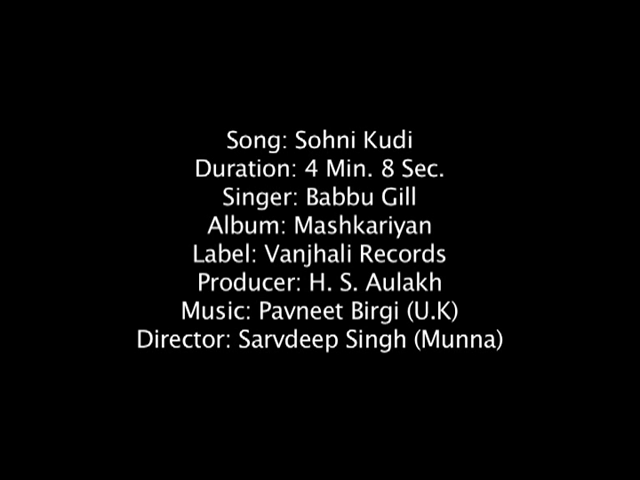 Song: Sohni Kudi
Duration: 4 Min. 8 Sec.
Singer: Babbu Gill
Album: Mashkariyan
Label: Vanjhali Records
Producer: H. S. Aulakh
Music: Pavneet Birgi (U.K)
Director: Sarvdeep Singh (Munna)